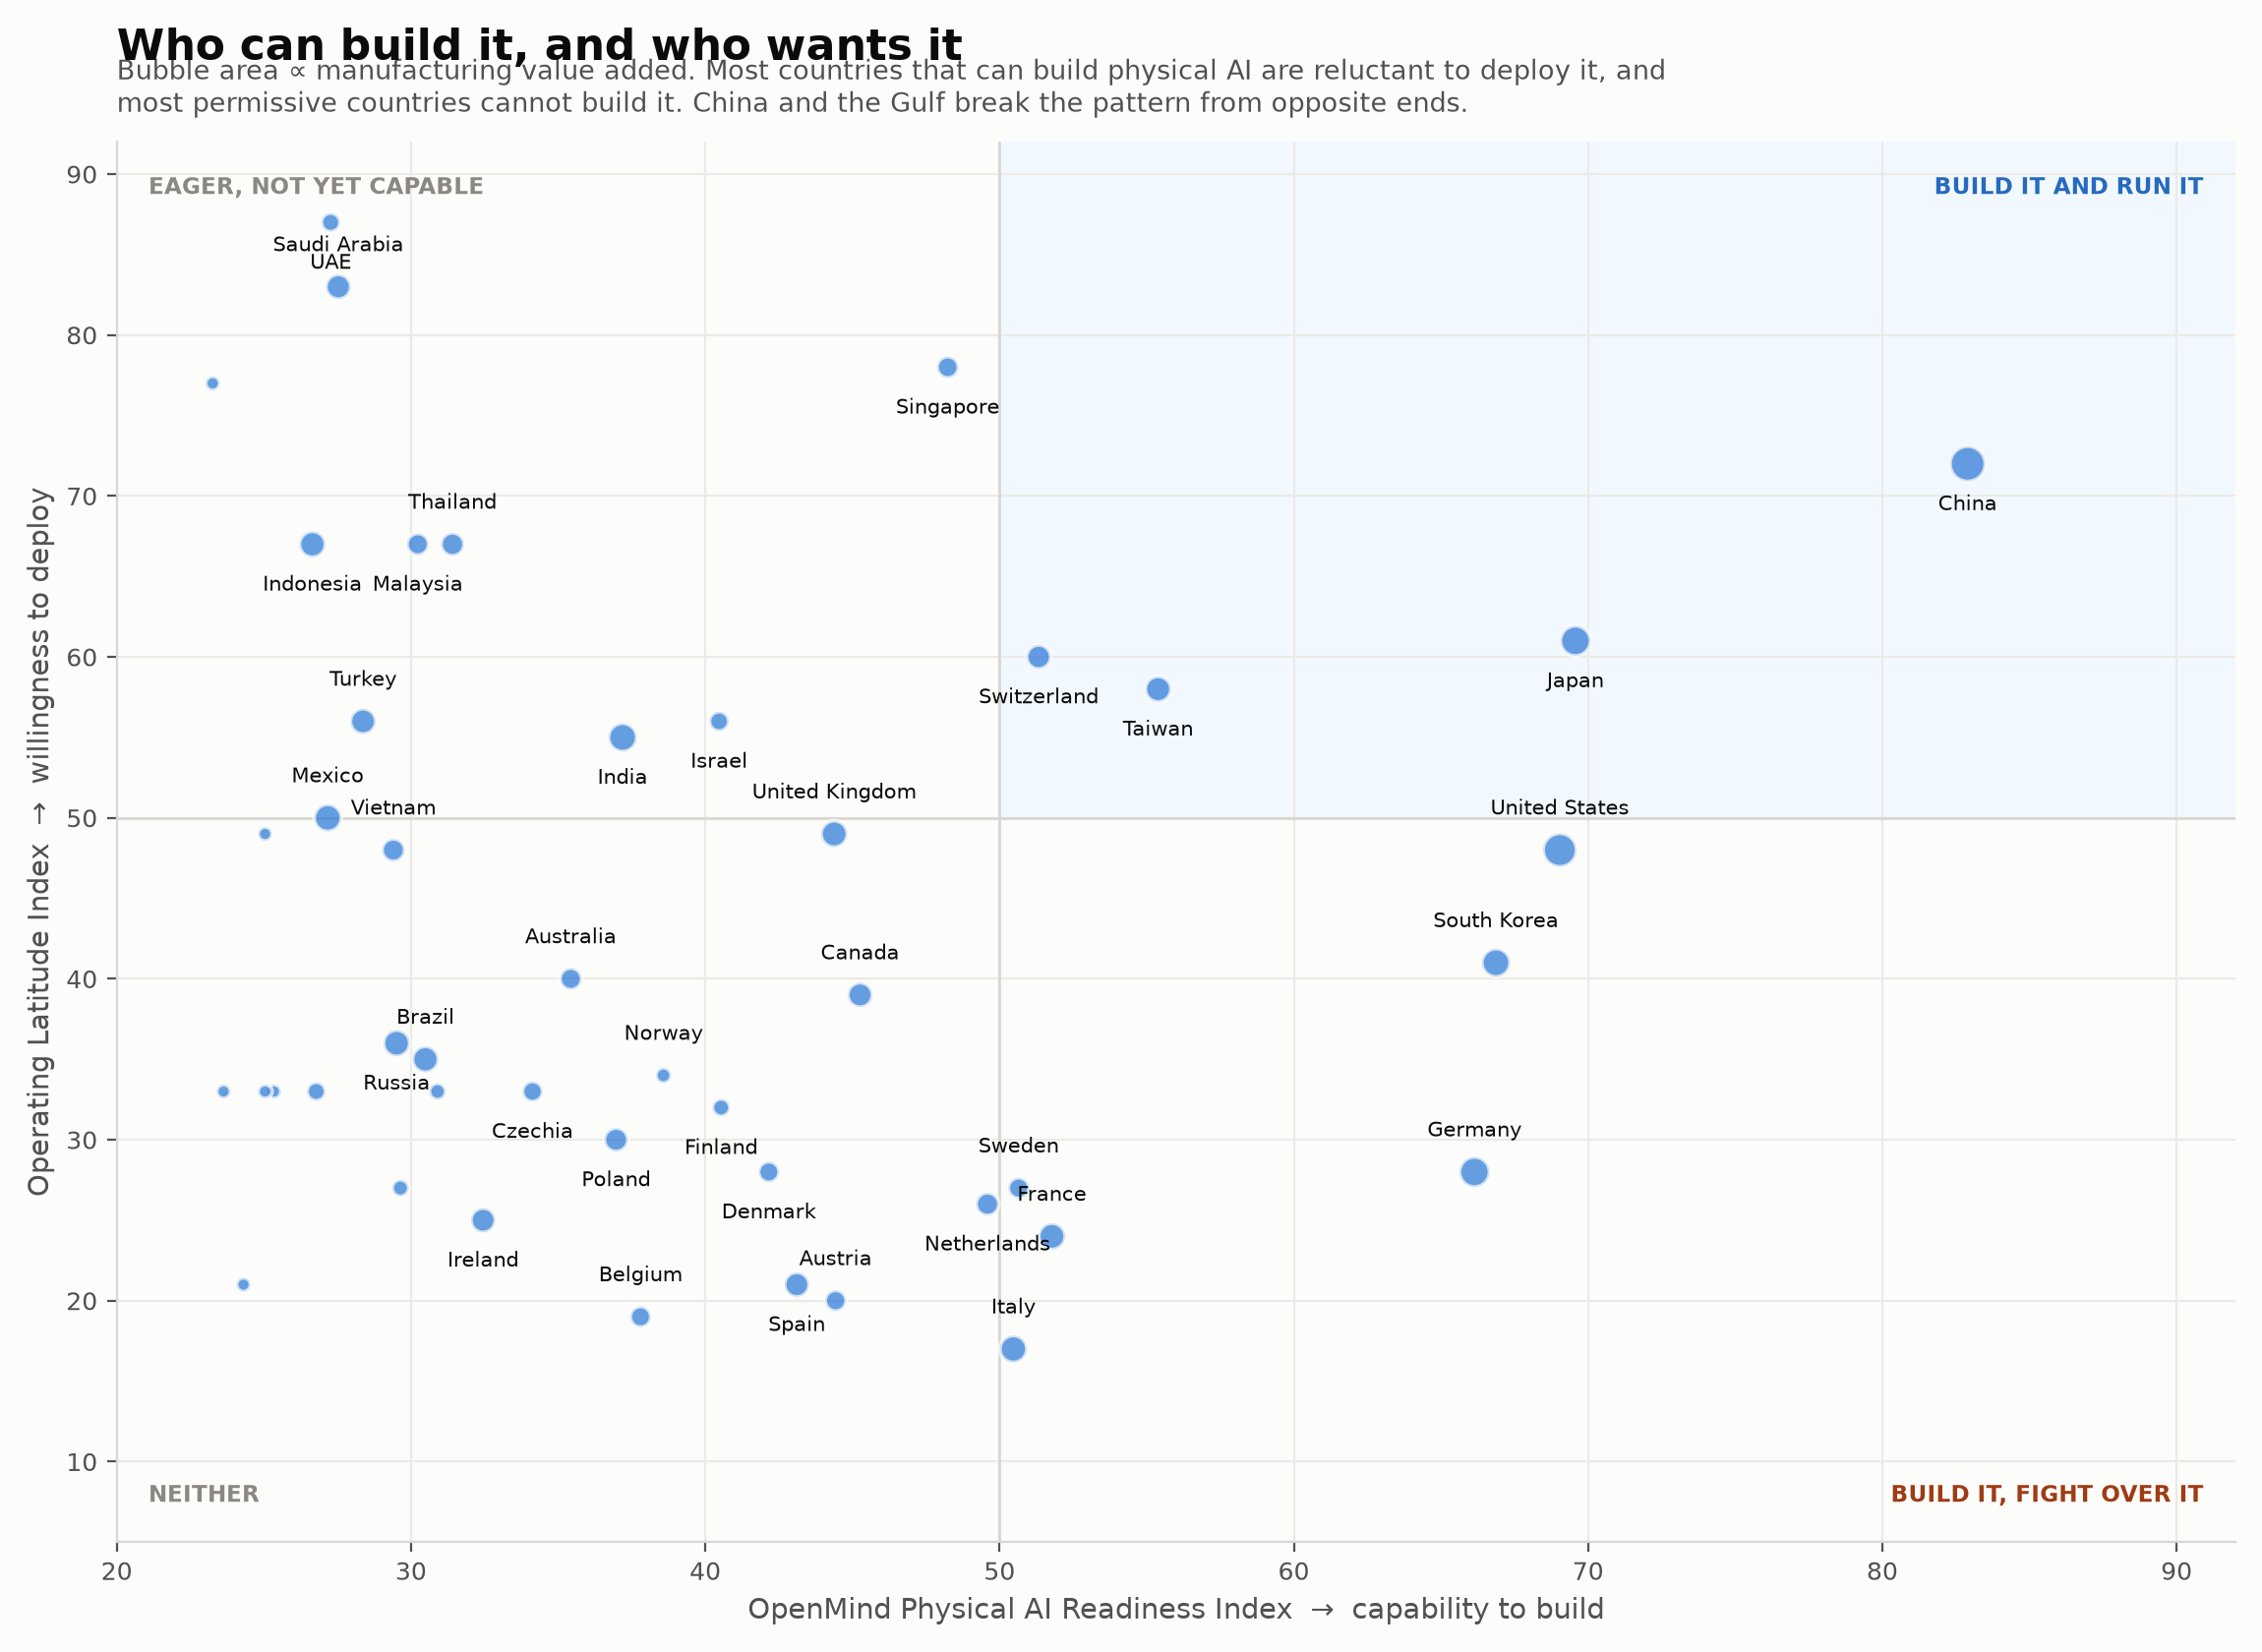 Who can build it, and who wants it
Bubble area ∝ manufacturing value added. Most countries that can build physical AI are reluctant to deploy it, and
most permissive countries cannot build it. China and the Gulf break the pattern from opposite ends.
EAGER, NOT YET CAPABLE
BUILD IT AND RUN IT
Saudi Arabia
UAE
Singapore
China
Thailand
Indonesia
Malaysia
Turkey
Japan
Switzerland
Taiwan
Mexico
India
Israel
Vietnam
United Kingdom
United States
South Korea
Australia
Canada
Brazil
Norway
Russia
Czechia
Finland
Sweden
Germany
Poland
France
Denmark
Netherlands
Ireland
Austria
Belgium
Spain
Italy
NEITHER
BUILD IT, FIGHT OVER IT
90
80
70
60
50
40
30
20
10
20
30
40
50
60
70
80
90
Operating Latitude Index → willingness to deploy
OpenMind Physical AI Readiness Index → capability to build